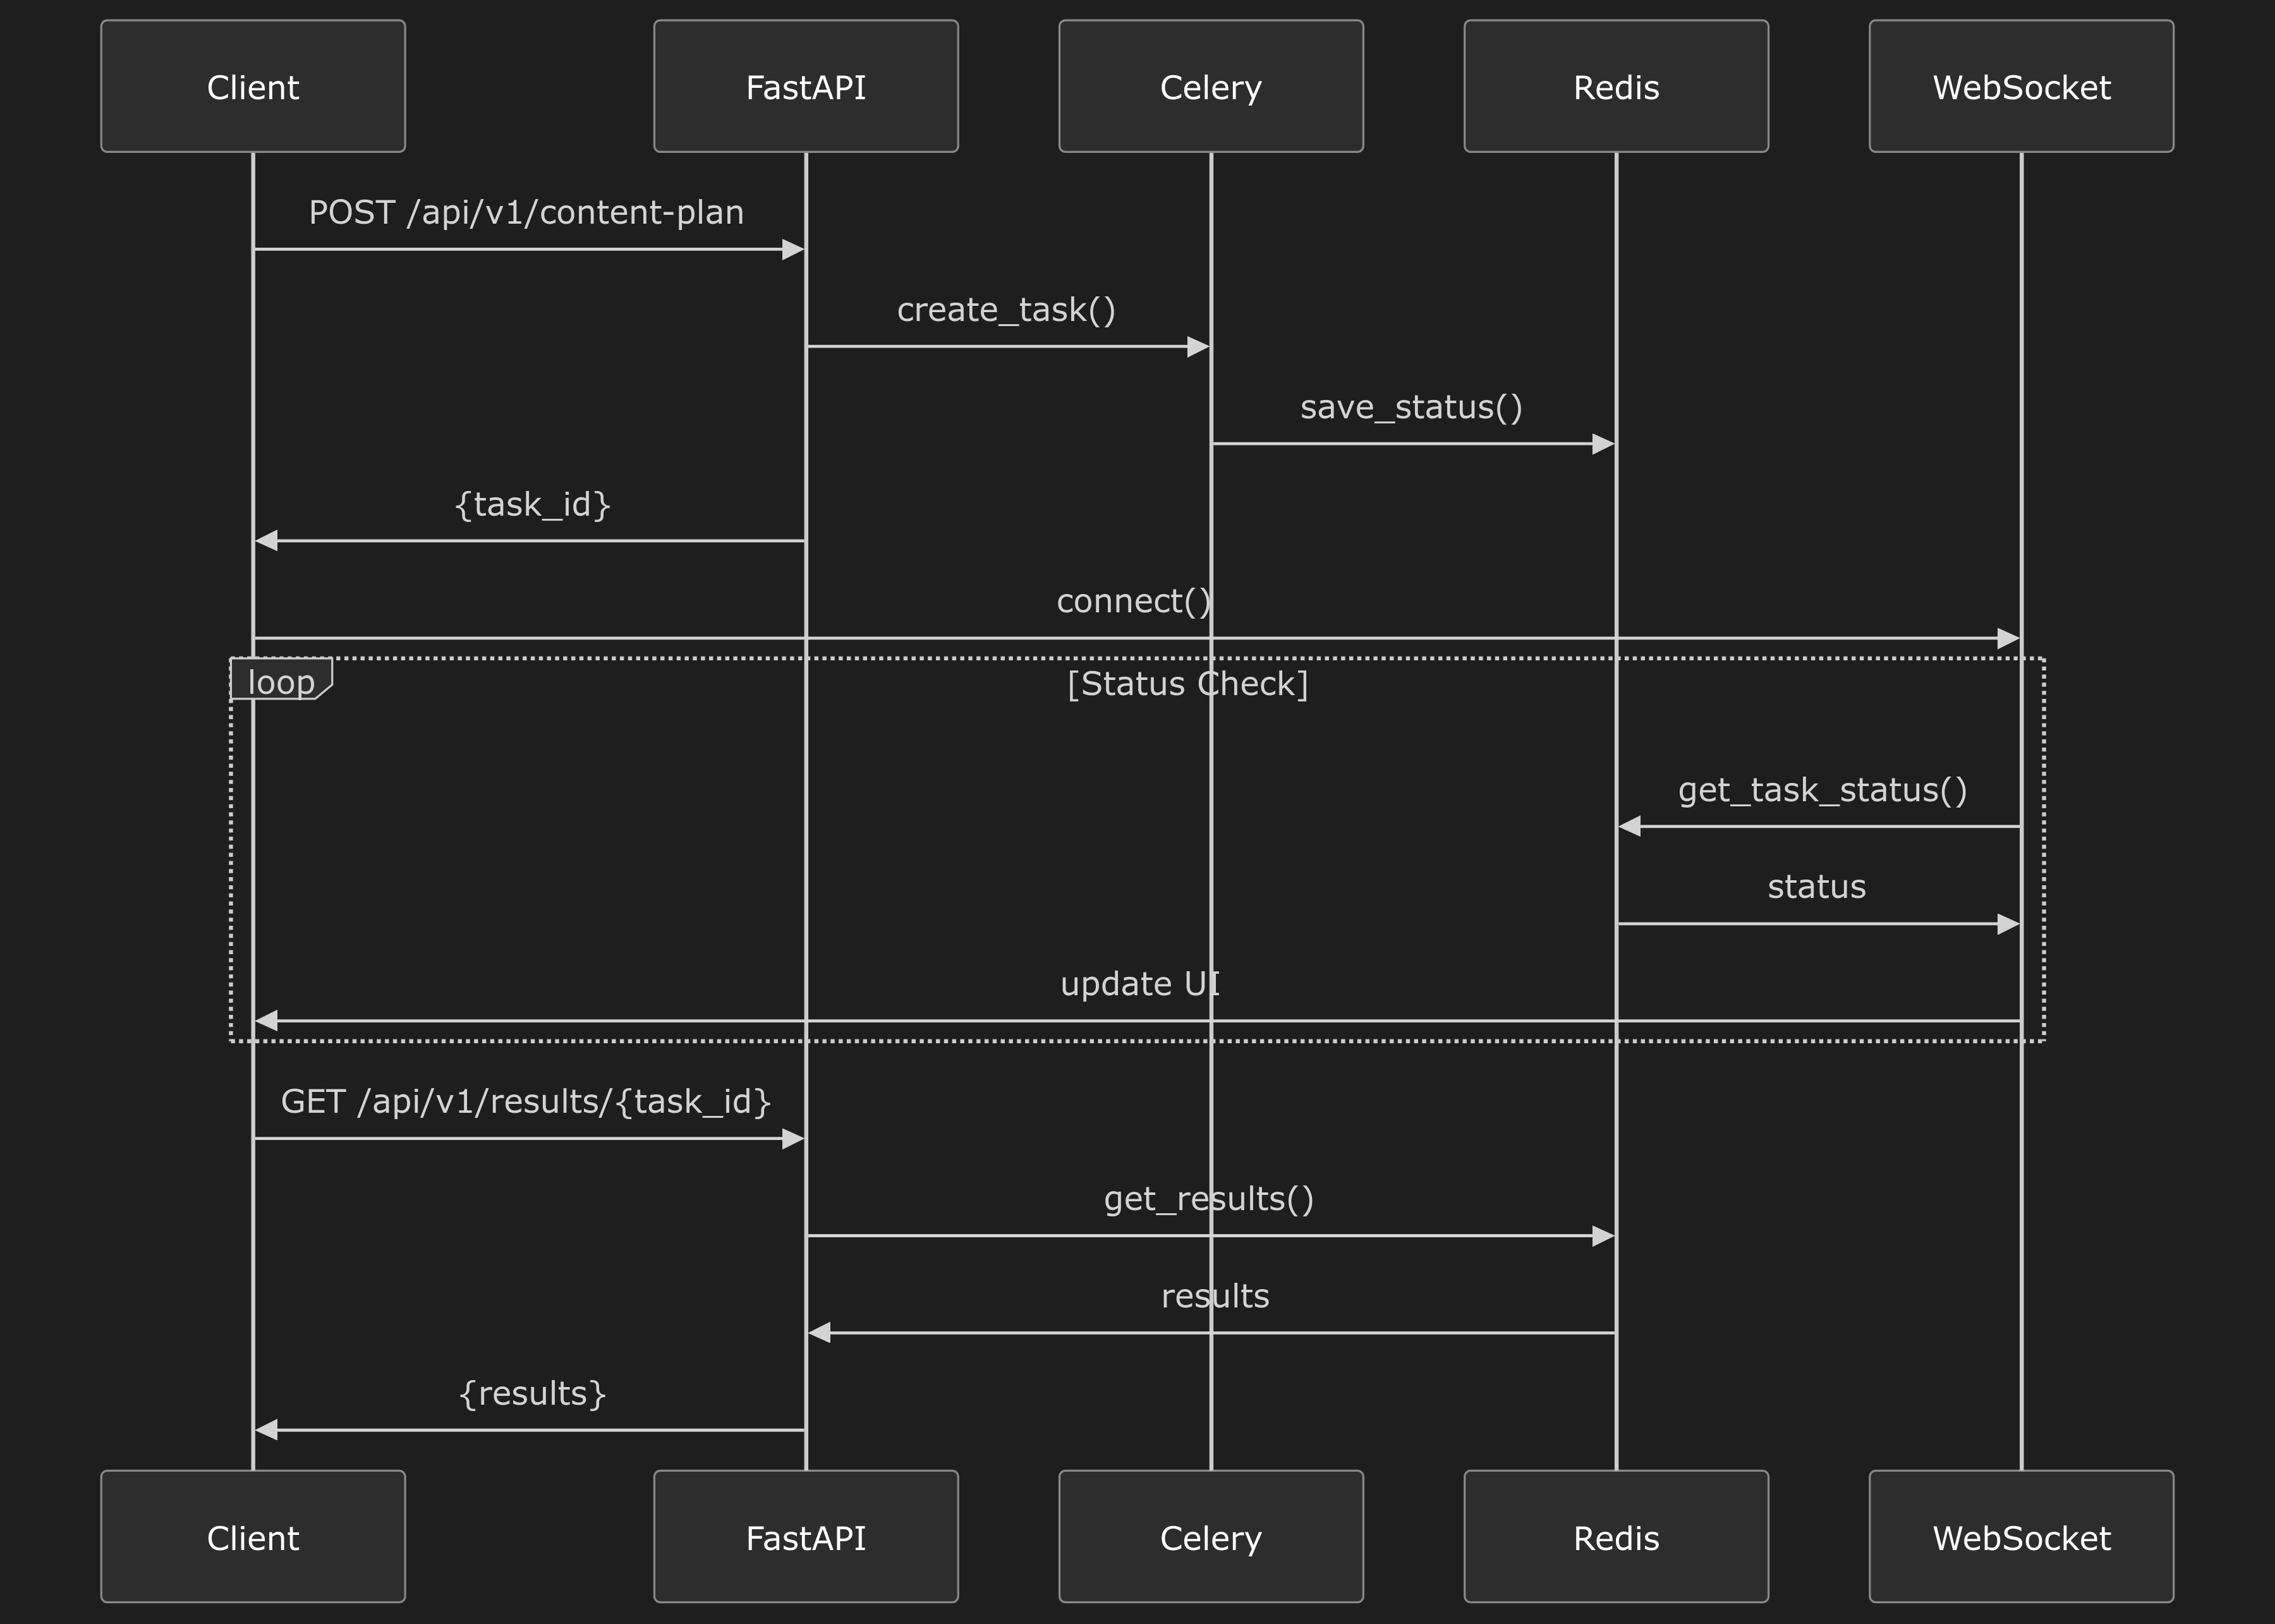 Client
FastAPI
Celery
Redis
WebSocket
POST /api/v1/content-plan
create_task()
save_status()
{task_id}
connect()
loop
[Status Check]
get_task_status()
status
update UI
GET /api/v1/results/{task_id}
get_results()
results
{results}
Client
FastAPI
Celery
Redis
WebSocket